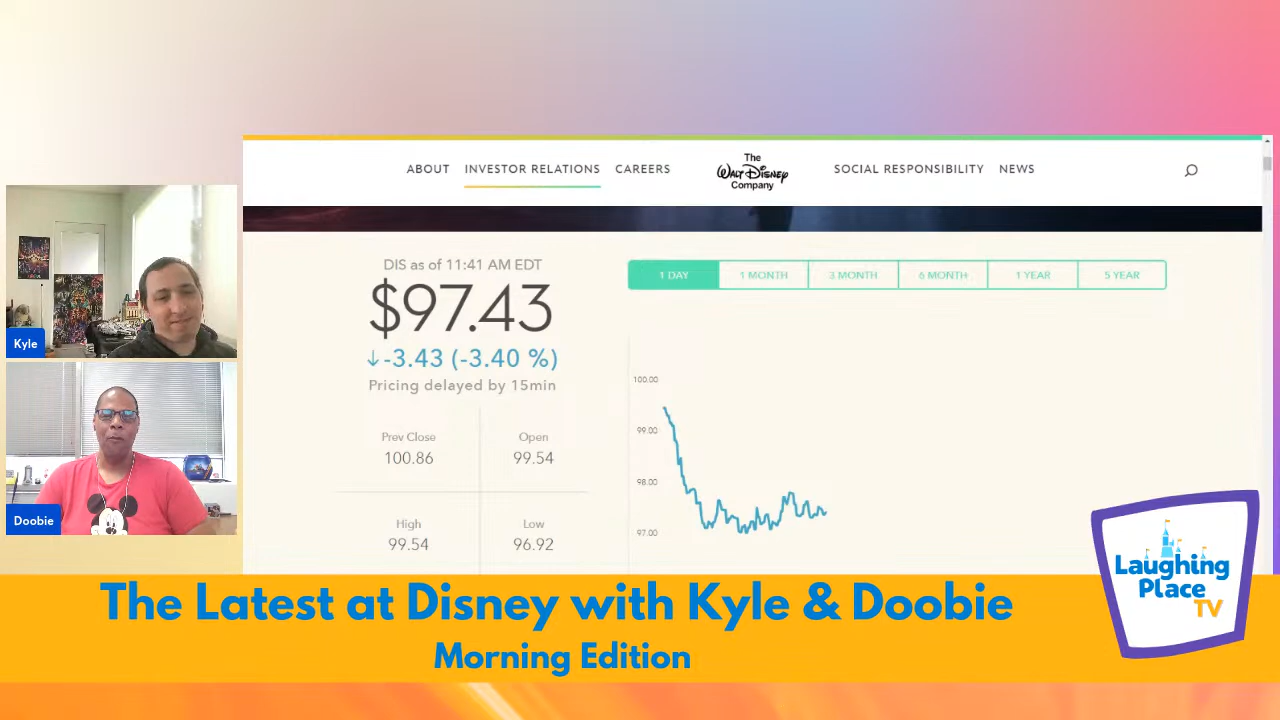 ABOUT INVESTOR RELATIONS CAREERS The Walt Disney Company SOCIAL RESPONSIBILITY NEWS
DIS as of 11:41 AM EDT
$97.43
↓-3.43 (-3.40 %)
Pricing delayed by 15min
Prev Close
100.86
Open
99.54
High
99.54
Low
96.92
1 DAY 1 MONTH 3 MONTH 6 MONTH 1 YEAR 5 YEAR
100.00
99.00
98.00
97.00
Kyle
Doobie
Laughing
Place
TV
The Latest at Disney with Kyle & Doobie
Morning Edition